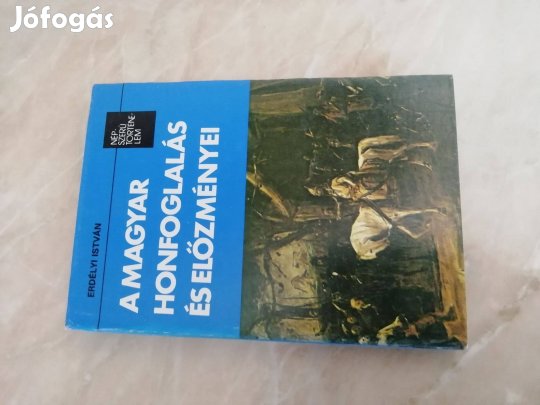 Jófogás
ERDÉLYI ISTVÁN
NÉP-
SZERŰ
TÖRTÉNE-
LEM
A MAGYAR
HONFOGLALÁS
ÉS ELŐZMÉNYEI